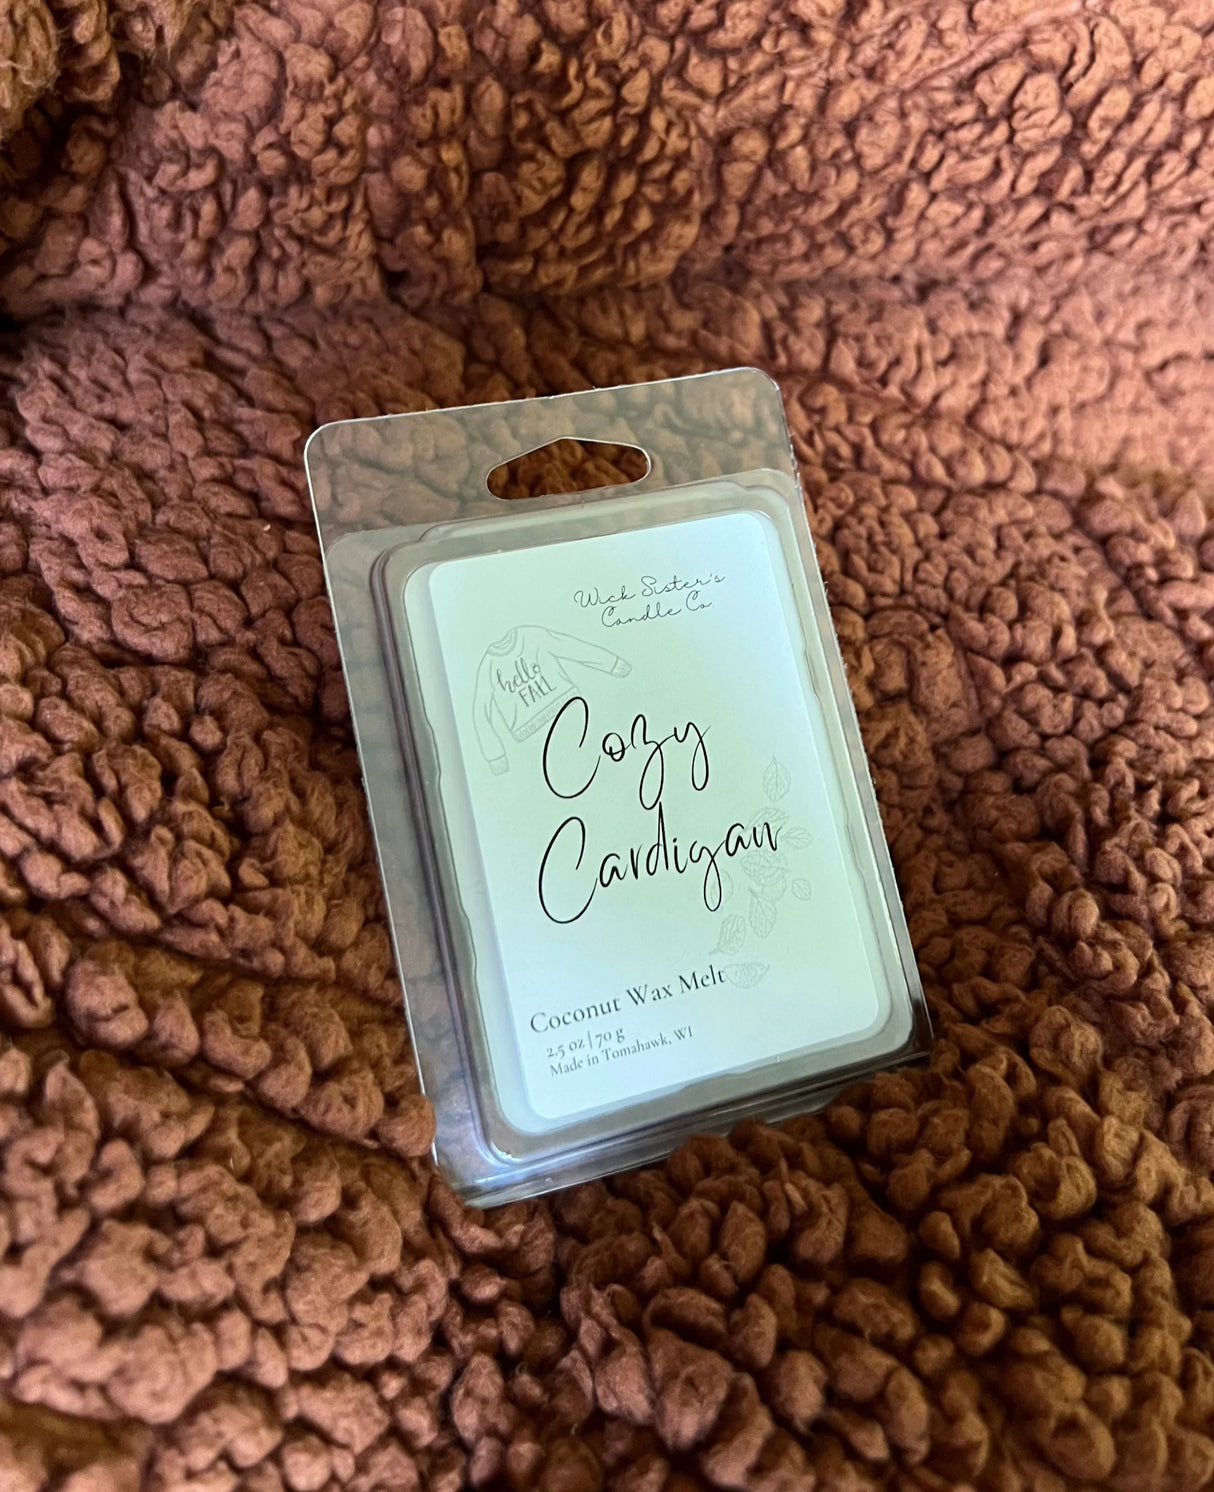 Wick Sister's
Candle Co.
hello
FALL
Cozy
Cardigan
Coconut Wax Melt
2.5 oz | 70 g
Made in Tomahawk, WI